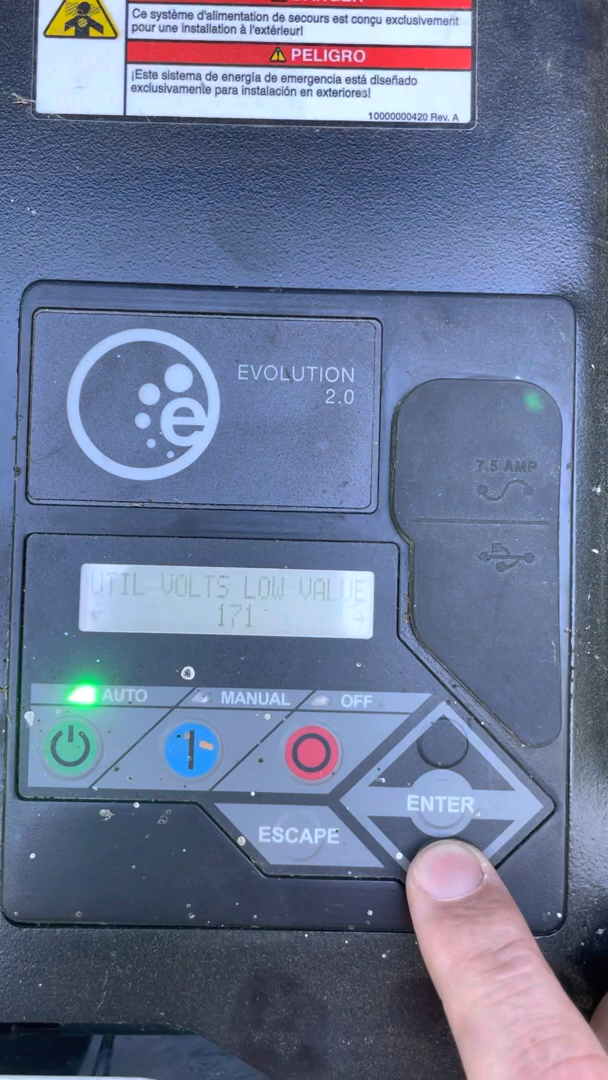 DANGER
Ce système d'alimentation de secours est conçu exclusivement
pour une installation à l'extérieur!
PELIGRO
¡Este sistema de energía de emergencia está diseñado
exclusivamente para instalación en exteriores!
10000000420 Rev. A
e
EVOLUTION
2.0
7.5 AMP
UTIL VOLTS LOW VALUE
171
AUTO
MANUAL
OFF
ENTER
ESCAPE